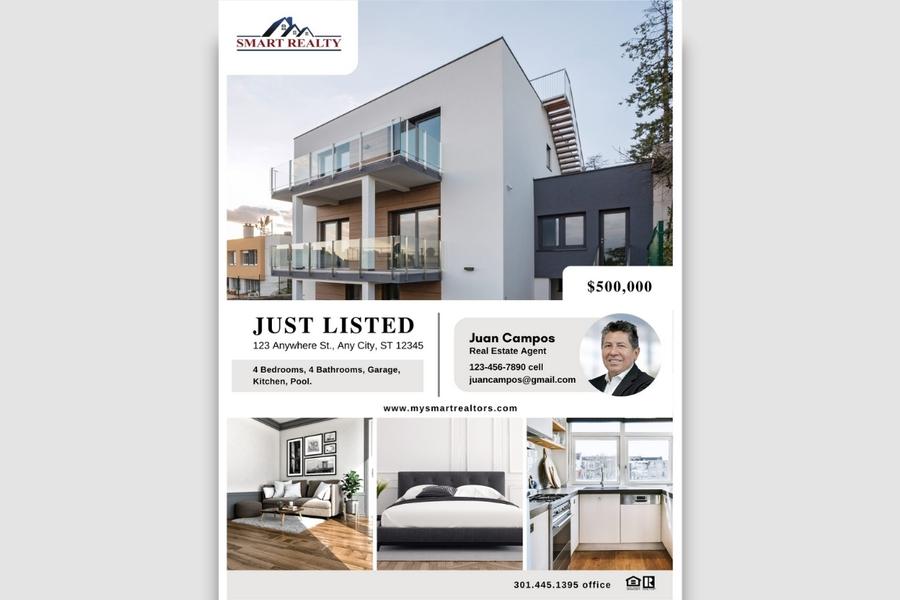 SMART REALTY
$500,000
JUST LISTED
123 Anywhere St., Any City, ST 12345
4 Bedrooms, 4 Bathrooms, Garage,
Kitchen, Pool.
Juan Campos
Real Estate Agent
123-456-7890 cell
juancampos@gmail.com
www.mysmartrealtors.com
301.445.1395 office